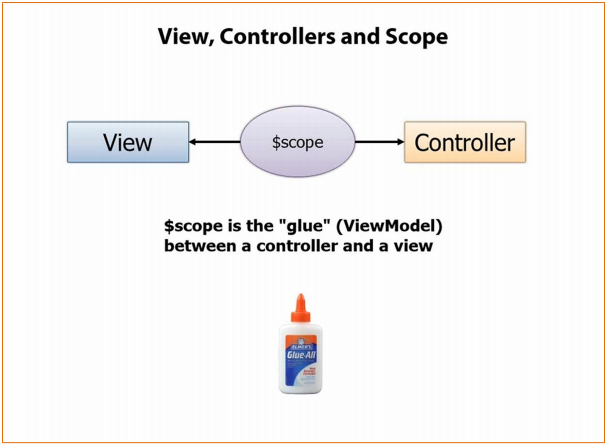 View, Controllers and Scope
View
$scope
Controller
$scope is the "glue" (ViewModel)
between a controller and a view
ELMER'S
Glue-All